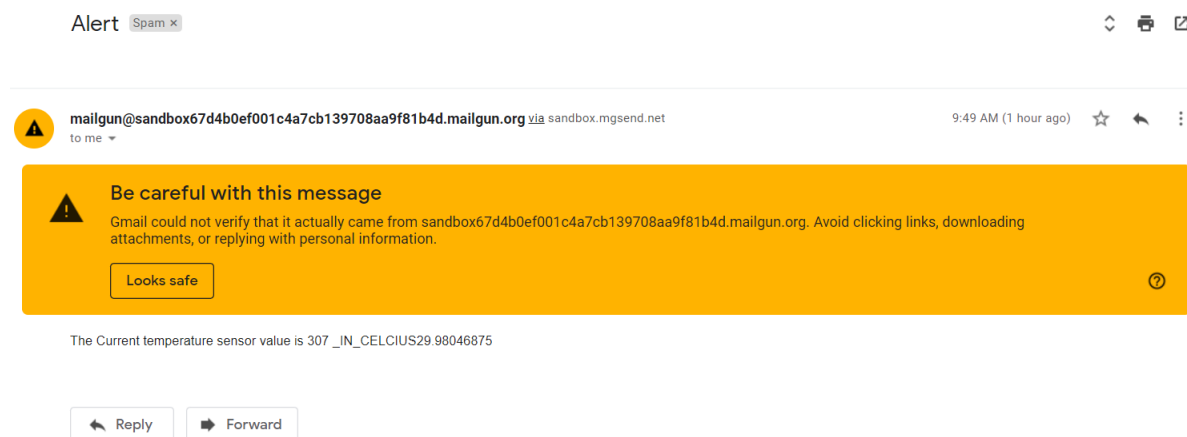 Alert Spam ×
mailgun@sandbox67d4b0ef001c4a7cb139708aa9f81b4d.mailgun.org via sandbox.mgsend.net 9:49 AM (1 hour ago)
to me
Be careful with this message
Gmail could not verify that it actually came from sandbox67d4b0ef001c4a7cb139708aa9f81b4d.mailgun.org. Avoid clicking links, downloading
attachments, or replying with personal information.
Looks safe
The Current temperature sensor value is 307 _IN_CELCIUS29.98046875
Reply Forward